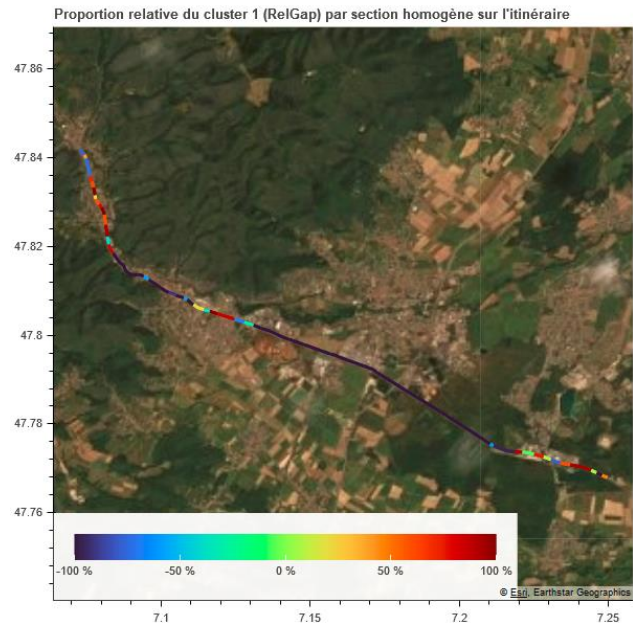 Proportion relative du cluster 1 (RelGap) par section homogène sur l'itinéraire
47.86
47.84
47.82
47.8
47.78
47.76
-100 % -50 % 0 % 50 % 100 %
© Esri, Earthstar Geographics
7.1 7.15 7.2 7.25